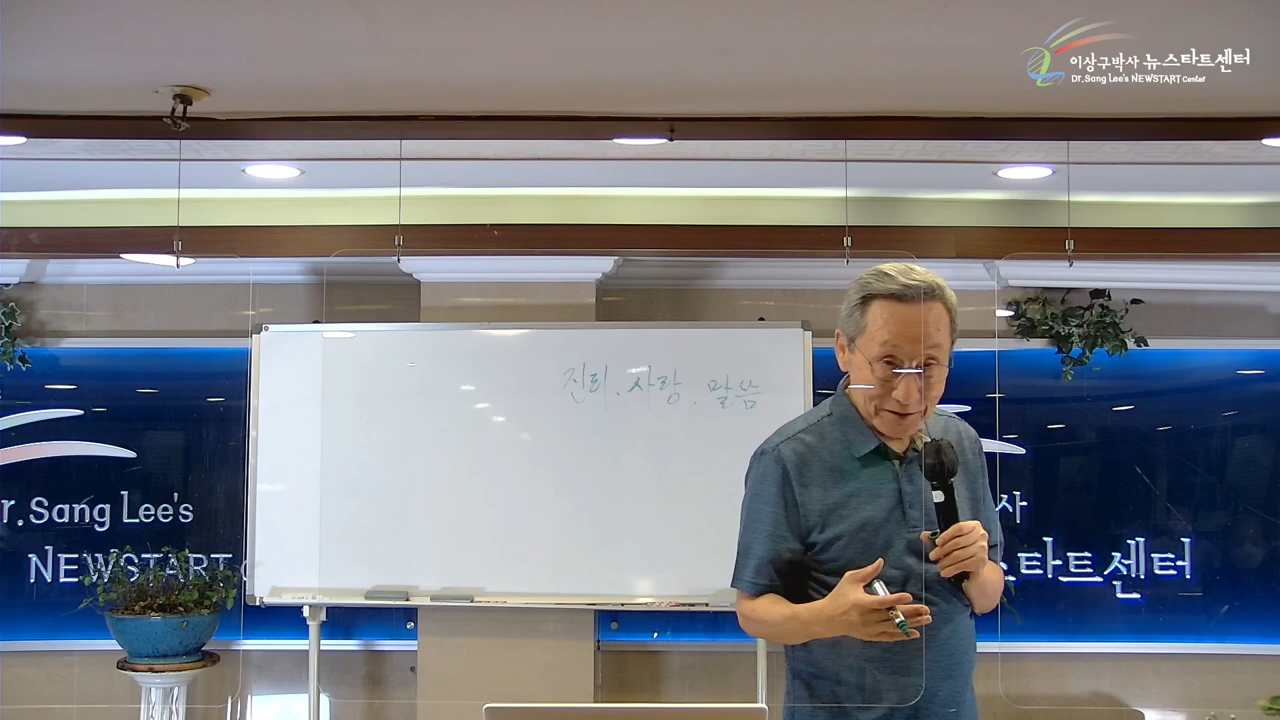 이상구박사 뉴스타트센터
Dr. Sang Lee's NEWSTART Center
진리. 사랑. 말씀
r. Sang Lee's
NEWSTART C
사
스타트센터